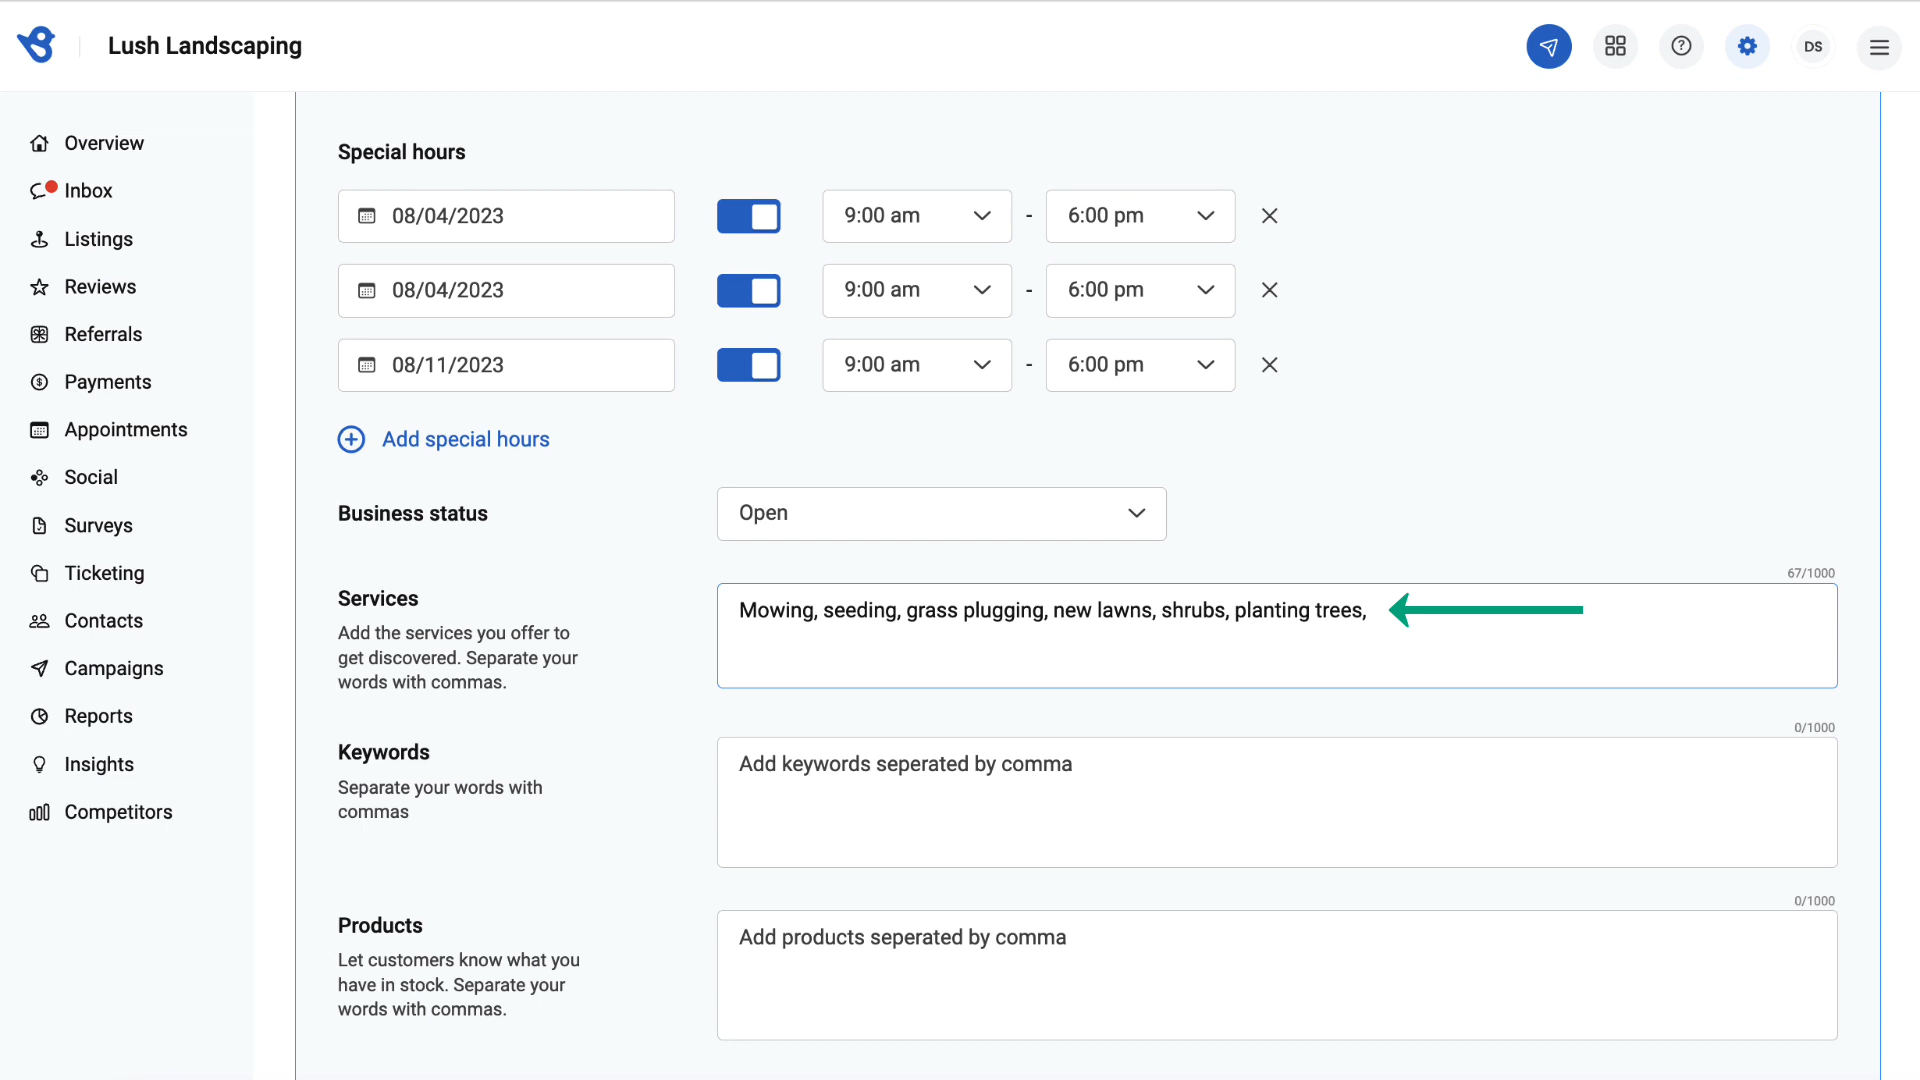 Lush Landscaping
DS
Overview
Inbox
Listings
Reviews
Referrals
Payments
Appointments
Social
Surveys
Ticketing
Contacts
Campaigns
Reports
Insights
Competitors
Special hours
08/04/2023 9:00 am - 6:00 pm
08/04/2023 9:00 am - 6:00 pm
08/11/2023 9:00 am - 6:00 pm
Add special hours
Business status Open
67/1000
Services
Add the services you offer to
get discovered. Separate your
words with commas.
Mowing, seeding, grass plugging, new lawns, shrubs, planting trees,
0/1000
Keywords
Separate your words with
commas
Add keywords seperated by comma
0/1000
Products
Let customers know what you
have in stock. Separate your
words with commas.
Add products seperated by comma